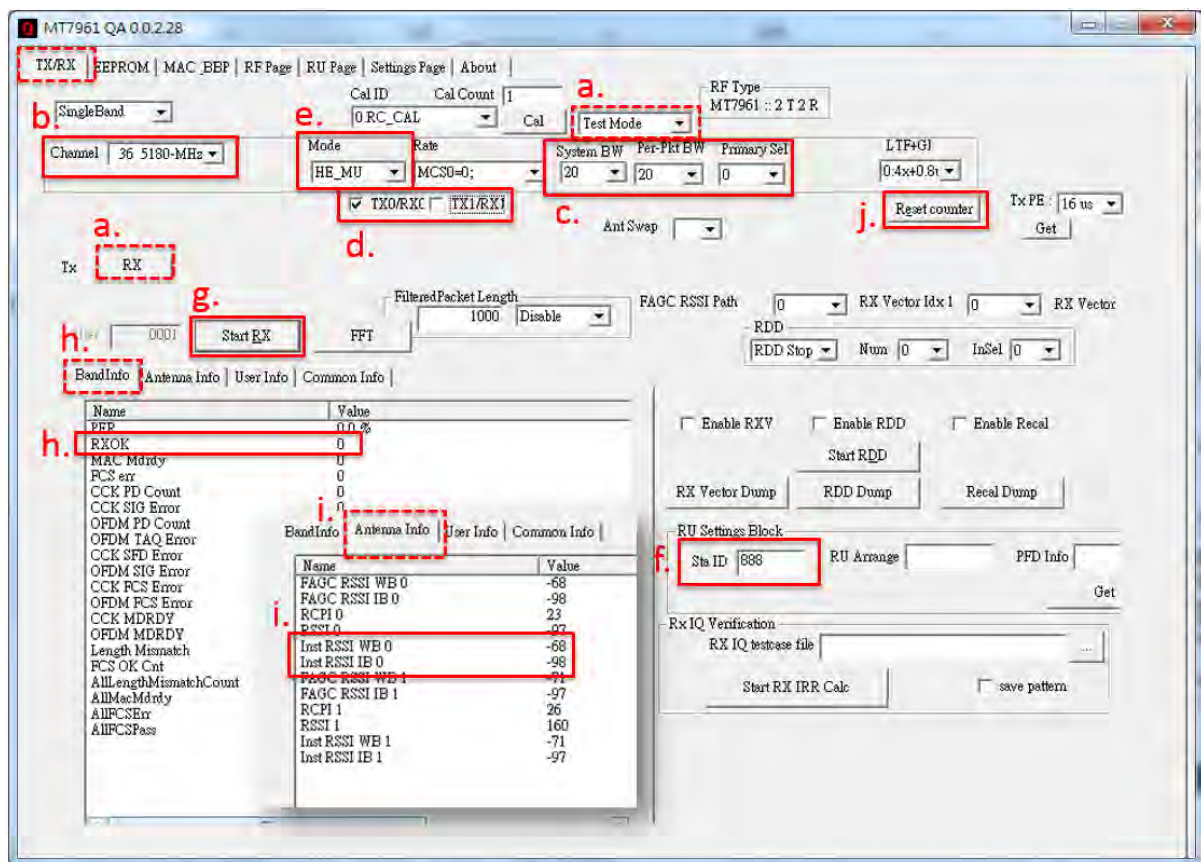 MT7961 QA 0.0.2.28
TX/RX EEPROM MAC_BBP RF Page RU Page Settings Page About
a.
RF Type
MT7961 :: 2 T 2 R
Cal ID Cal Count 1
b.
SingleBand
e.
0.RC_CAL Cal Test Mode
Channel 36 5180-MHz
Mode Rate System BW Per-Pkt BW Primary Sel LTF+GI
HE_MU MCS0=0; 20 20 0 0.4x+0.8u
TX0/RX0 TX1/RX1
d. c.
Ant Swap
j. Reset counter Tx PE : 16 us
Get
a.
Tx RX
g.
FilteredPacket Length
1000 Disable
FAGC RSSI Path 0 RX Vector Idx 1 0 RX Vector
h.
0001 Start RX FFT
RDD
RDD Stop Num 0 InSel 0
BandInfo Antenna Info User Info Common Info
Name Value
PER 0.0 %
h.
RXOK 0
MAC Mdrdy 0
FCS err 0
CCK PD Count 0
CCK SIG Error 0
OFDM PD Count
OFDM TAQ Error
CCK SFD Error
OFDM SIG Error
CCK FCS Error
OFDM FCS Error
CCK MDRDY
OFDM MDRDY
Length Mismatch
FCS OK Cnt
AllLengthMismatchCount
AllMacMdrdy
AllFCSErr
AllFCSPass
i.
BandInfo Antenna Info User Info Common Info
Name Value
FAGC RSSI WB 0 -68
FAGC RSSI IB 0 -98
RCPI 0 23
RSSI 0 -97
i.
Inst RSSI WB 0 -68
Inst RSSI IB 0 -98
FAGC RSSI WB 1 -71
FAGC RSSI IB 1 -97
RCPI 1 26
RSSI 1 160
Inst RSSI WB 1 -71
Inst RSSI IB 1 -97
Enable RXV Enable RDD Enable Recal
Start RDD
RX Vector Dump RDD Dump Recal Dump
RU Settings Block
f.
Sta ID 888 RU Arrange PFD Info
Get
Rx IQ Verification
RX IQ testcase file ...
Start RX IRR Calc save pattern